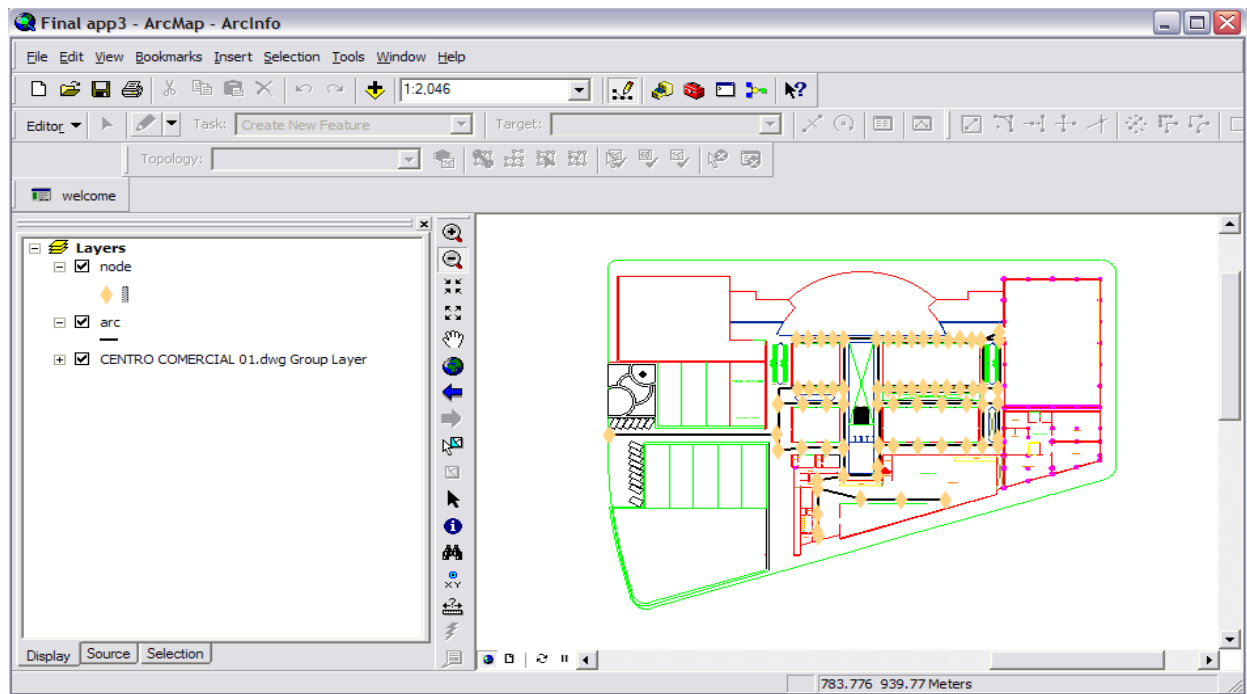 Final app3 - ArcMap - ArcInfo
File Edit View Bookmarks Insert Selection Tools Window Help
1:2,046
Editor Task: Create New Feature Target:
Topology:
welcome
Layers
node
arc
CENTRO COMERCIAL 01.dwg Group Layer
XY
Display Source Selection
783.776 939.77 Meters